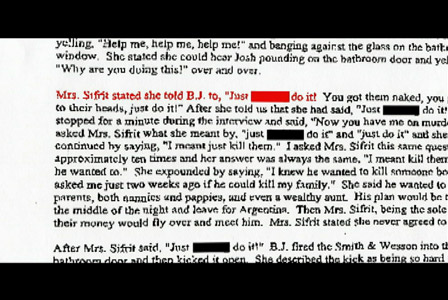 yelling, "Help me, help me, help me!" and banging against the glass on the bath
window. She stated she could hear Josh pounding on the bathroom door and yel
"Why are you doing this!" over and over.
Mrs. Sifrit stated she told B.J. to, "Just do it! You got them naked, you
to their heads, just do it!" After she told us that she had said, "Just do it!
stopped for a minute during the interview and said, "Now you have me on murd
asked Mrs. Sifrit what she meant by, "just do it" and "just do it" and she
continued by saying, "I meant just kill them." I asked Mrs. Sifrit this same ques
approximately ten times and her answer was always the same, "I meant kill them
he wanted to." She expounded by saying, "I knew he wanted to kill someone be
asked me just two weeks ago if he could kill my family." She said he wanted to
parents, both nannies and pappies, and even a wealthy aunt. His plan would be t
the middle of the night and leave for Argentina. Then Mrs. Sifrit, being the sole
their money would fly over and meet him. Mrs. Sifrit stated she never agreed to
After Mrs. Sifrit said, "Just do it!" B.J. fired the Smith & Wesson into t
bathroom door and then kicked it open. She described the kick as being so hard